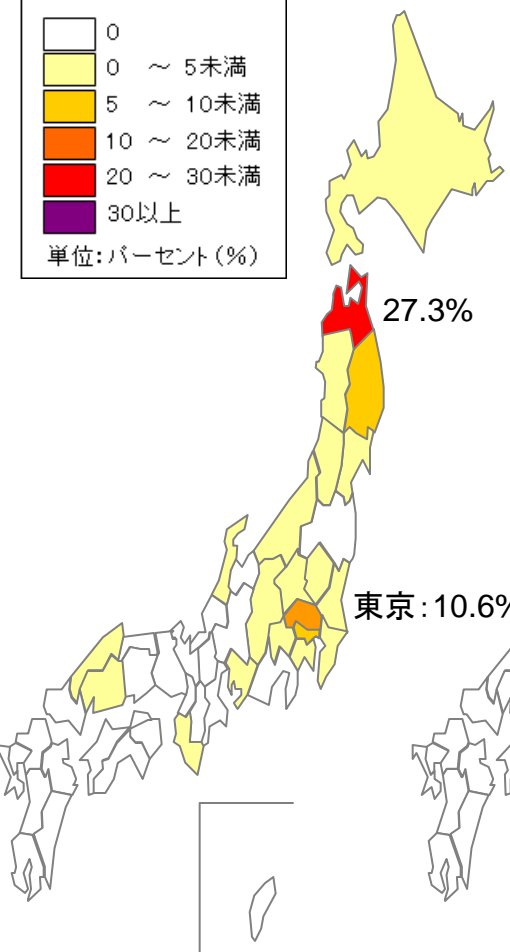 0
0 ~ 5未満
5 ~ 10未満
10 ~ 20未満
20 ~ 30未満
30以上
単位:パーセント(%)
27.3%
東京:10.6%